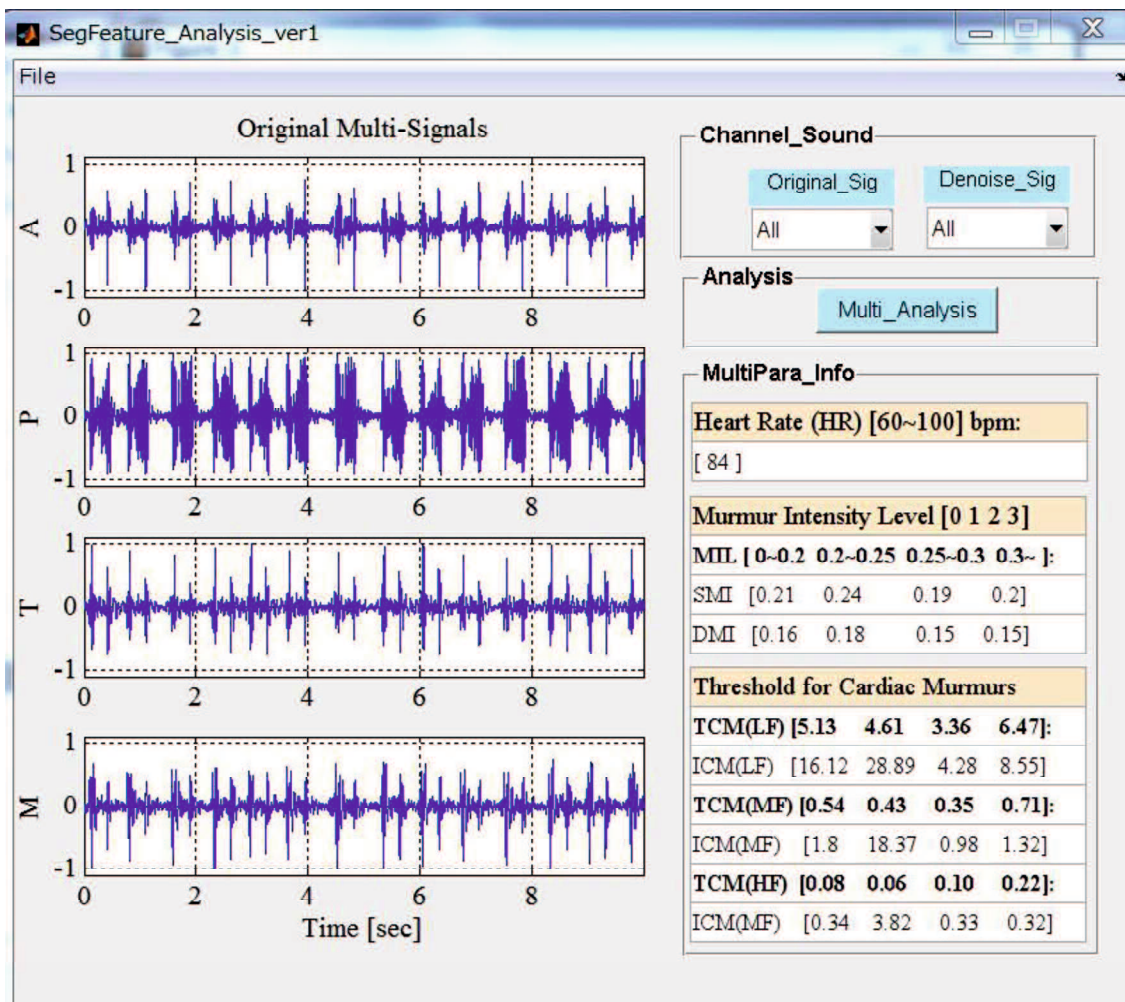 SegFeature_Analysis_ver1
File
Original Multi-Signals
A
1
0
-1
0 2 4 6 8
P
1
0
-1
0 2 4 6 8
T
1
0
-1
0 2 4 6 8
M
1
0
-1
0 2 4 6 8
Time [sec]
Channel_Sound
Original_Sig Denoise_Sig
All All
Analysis
Multi_Analysis
MultiPara_Info
Heart Rate (HR) [60~100] bpm:
[ 84 ]
Murmur Intensity Level [0 1 2 3]
MIL [ 0~0.2 0.2~0.25 0.25~0.3 0.3~ ]:
SMI [0.21 0.24 0.19 0.2]
DMI [0.16 0.18 0.15 0.15]
Threshold for Cardiac Murmurs
TCM(LF) [5.13 4.61 3.36 6.47]:
ICM(LF) [16.12 28.89 4.28 8.55]
TCM(MF) [0.54 0.43 0.35 0.71]:
ICM(MF) [1.8 18.37 0.98 1.32]
TCM(HF) [0.08 0.06 0.10 0.22]:
ICM(MF) [0.34 3.82 0.33 0.32]